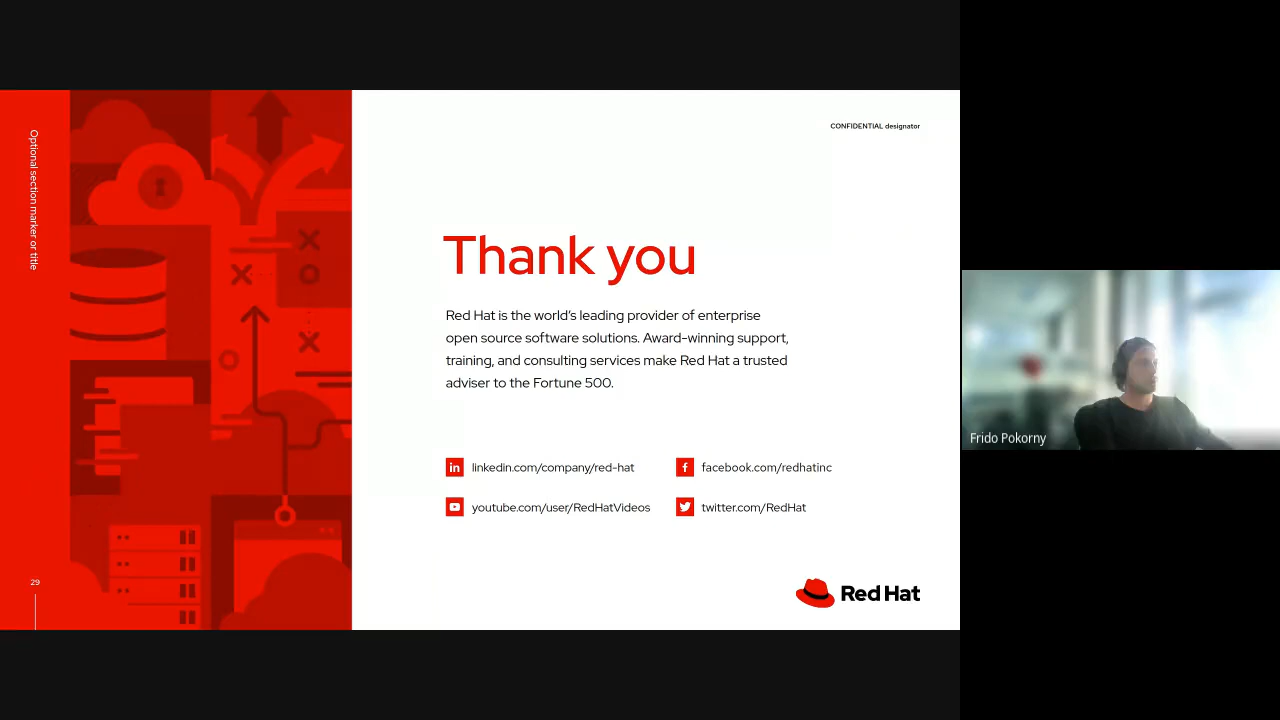 Optional section marker or title
CONFIDENTIAL designator
Thank you
Red Hat is the world's leading provider of enterprise
open source software solutions. Award-winning support,
training, and consulting services make Red Hat a trusted
adviser to the Fortune 500.
linkedin.com/company/red-hat
facebook.com/redhatinc
youtube.com/user/RedHatVideos
twitter.com/RedHat
29
Red Hat
Frido Pokorny